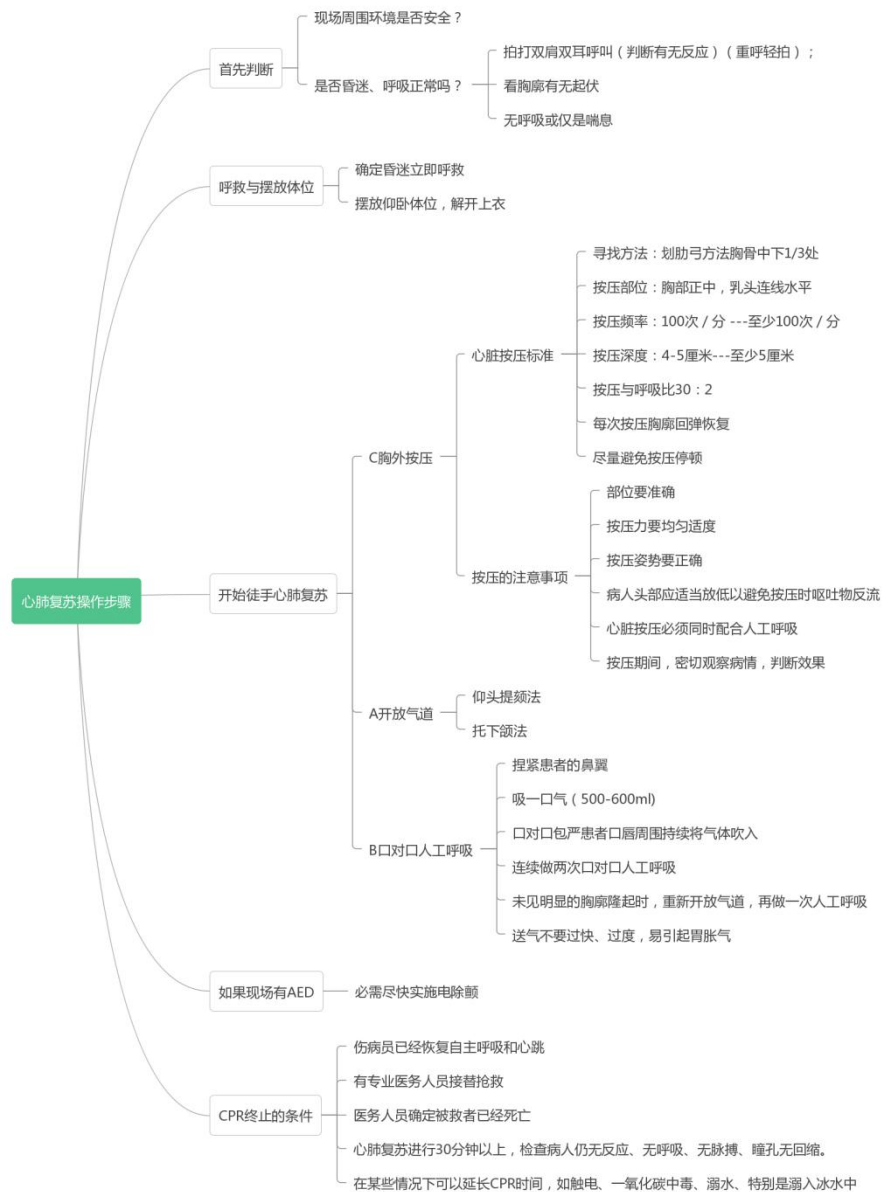 心肺复苏操作步骤
首先判断
现场周围环境是否安全？
是否昏迷、呼吸正常吗？
拍打双肩双耳呼叫（判断有无反应）（重呼轻拍）；
看胸廓有无起伏
无呼吸或仅是喘息
呼救与摆放体位
确定昏迷立即呼救
摆放仰卧体位，解开上衣
开始徒手心肺复苏
C胸外按压
心脏按压标准
寻找方法：划肋弓方法胸骨中下1/3处
按压部位：胸部正中，乳头连线水平
按压频率：100次／分 ---至少100次／分
按压深度：4-5厘米---至少5厘米
按压与呼吸比30：2
每次按压胸廓回弹恢复
尽量避免按压停顿
按压的注意事项
部位要准确
按压力要均匀适度
按压姿势要正确
病人头部应适当放低以避免按压时呕吐物反流
心脏按压必须同时配合人工呼吸
按压期间，密切观察病情，判断效果
A开放气道
仰头提颏法
托下颌法
B口对口人工呼吸
捏紧患者的鼻翼
吸一口气（500-600ml)
口对口包严患者口唇周围持续将气体吹入
连续做两次口对口人工呼吸
未见明显的胸廓隆起时，重新开放气道，再做一次人工呼吸
送气不要过快、过度，易引起胃胀气
如果现场有AED
必需尽快实施电除颤
CPR终止的条件
伤病员已经恢复自主呼吸和心跳
有专业医务人员接替抢救
医务人员确定被救者已经死亡
心肺复苏进行30分钟以上，检查病人仍无反应、无呼吸、无脉搏、瞳孔无回缩。
在某些情况下可以延长CPR时间，如触电、一氧化碳中毒、溺水、特别是溺入冰水中